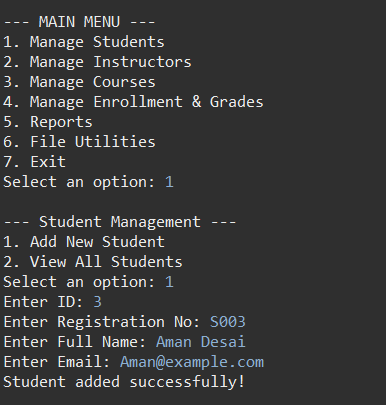 --- MAIN MENU ---
1. Manage Students
2. Manage Instructors
3. Manage Courses
4. Manage Enrollment & Grades
5. Reports
6. File Utilities
7. Exit
Select an option: 1
--- Student Management ---
1. Add New Student
2. View All Students
Select an option: 1
Enter ID: 3
Enter Registration No: S003
Enter Full Name: Aman Desai
Enter Email: Aman@example.com
Student added successfully!